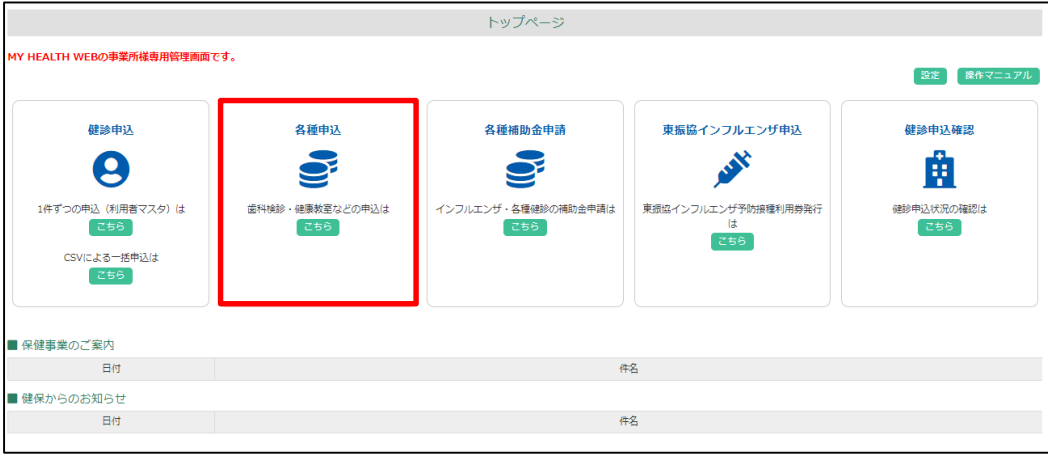 トップページ
MY HEALTH WEBの事業所様専用管理画面です。
設定 操作マニュアル
健診申込
1件ずつの申込（利用者マスタ）は
こちら
CSVによる一括申込は
こちら
各種申込
歯科検診・健康教室などの申込は
こちら
各種補助金申請
インフルエンザ・各種健診の補助金申請は
こちら
東振協インフルエンザ申込
東振協インフルエンザ予防接種利用券発行
は
こちら
健診申込確認
健診申込状況の確認は
こちら
■ 保健事業のご案内
日付 件名
■ 健保からのお知らせ
日付 件名